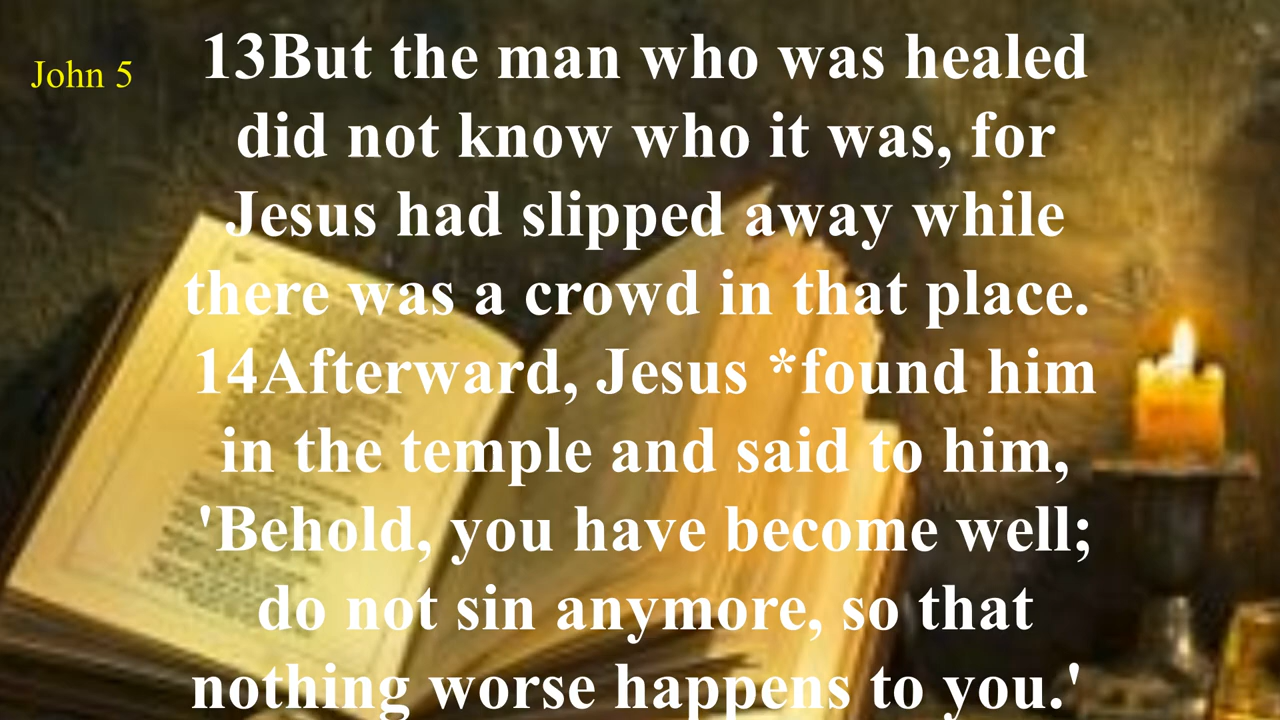 John 5
13But the man who was healed
did not know who it was, for
Jesus had slipped away while
there was a crowd in that place.
14Afterward, Jesus *found him
in the temple and said to him,
'Behold, you have become well;
do not sin anymore, so that
nothing worse happens to you.'